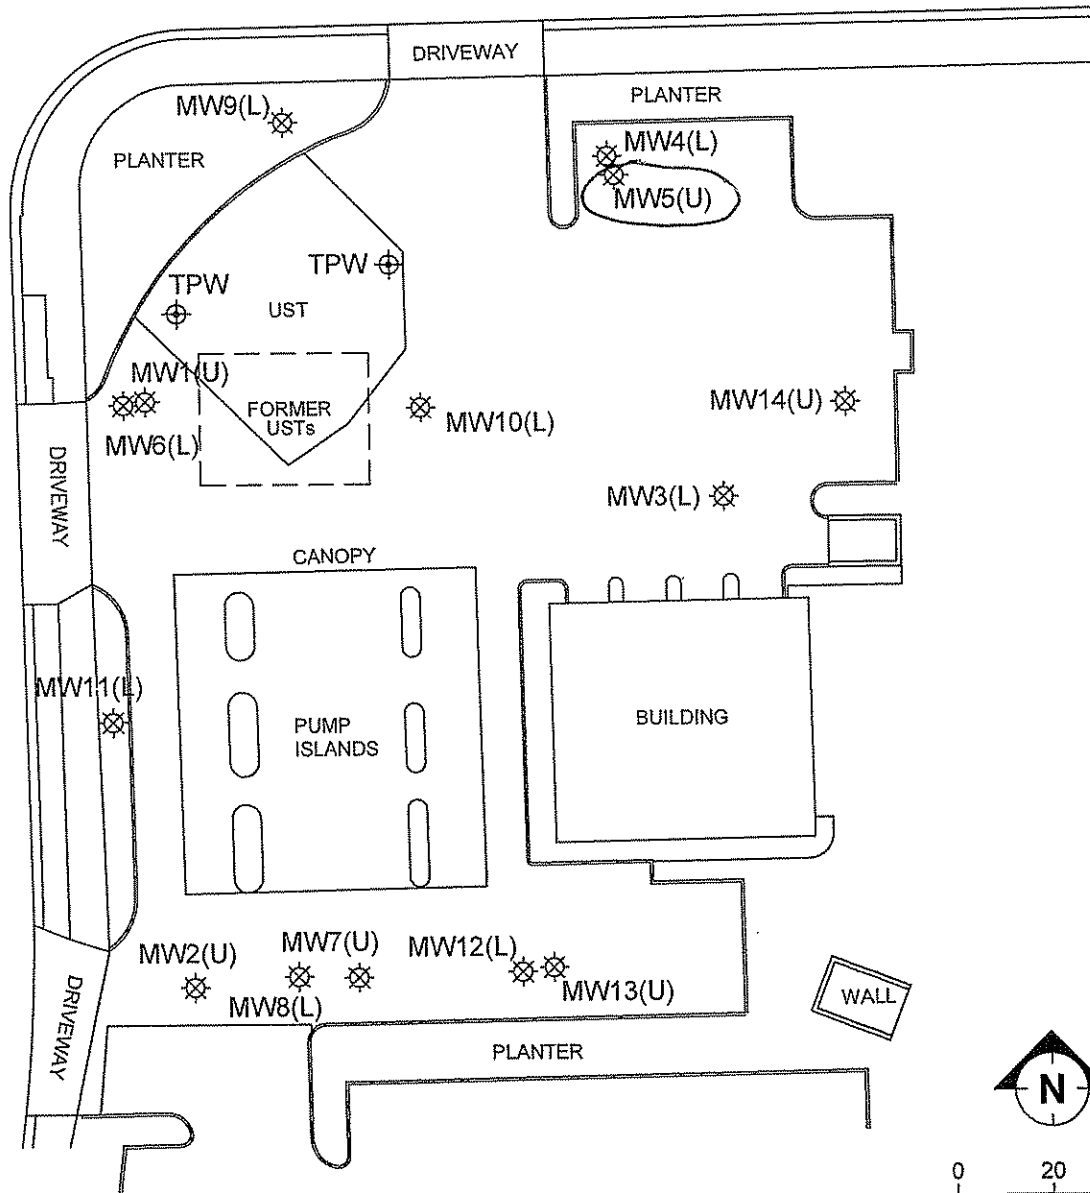 DRIVEWAY
PLANTER
MW9(L)
MW4(L)
PLANTER
MW5(U)
TPW
TPW
UST
MW1(U)
MW14(U)
FORMER
USTs
MW10(L)
MW6(L)
DRIVEWAY
MW3(L)
CANOPY
MW11(L)
PUMP
ISLANDS
BUILDING
MW7(U)
MW12(L)
MW2(U)
MW13(U)
MW8(L)
WALL
DRIVEWAY
PLANTER
N
0 20